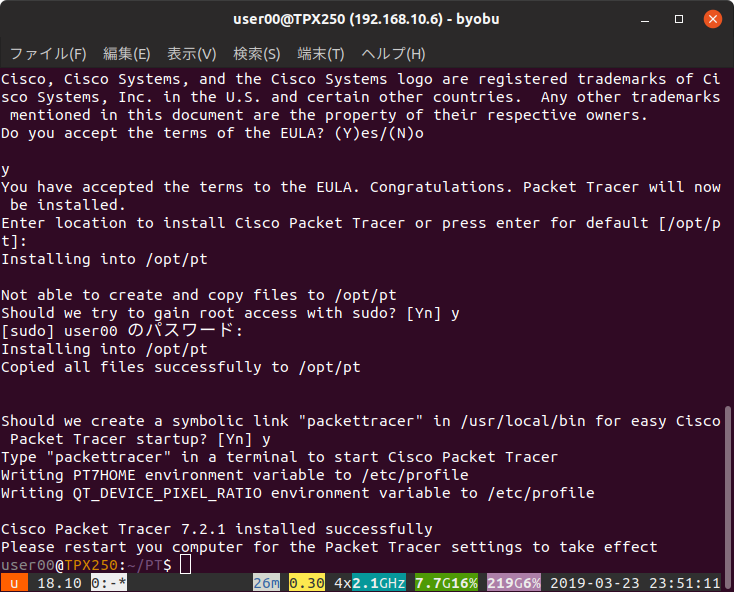 user00@TPX250 (192.168.10.6) - byobu
ファイル(F) 編集(E) 表示(V) 検索(S) 端末(T) ヘルプ(H)
Cisco, Cisco Systems, and the Cisco Systems logo are registered trademarks of Ci
sco Systems, Inc. in the U.S. and certain other countries.  Any other trademarks
 mentioned in this document are the property of their respective owners.
Do you accept the terms of the EULA? (Y)es/(N)o
y
You have accepted the terms to the EULA. Congratulations. Packet Tracer will now
 be installed.
Enter location to install Cisco Packet Tracer or press enter for default [/opt/p
t]:
Installing into /opt/pt
Not able to create and copy files to /opt/pt
Should we try to gain root access with sudo? [Yn] y
[sudo] user00 のパスワード:
Installing into /opt/pt
Copied all files successfully to /opt/pt
Should we create a symbolic link "packettracer" in /usr/local/bin for easy Cisco
 Packet Tracer startup? [Yn] y
Type "packettracer" in a terminal to start Cisco Packet Tracer
Writing PT7HOME environment variable to /etc/profile
Writing QT_DEVICE_PIXEL_RATIO environment variable to /etc/profile
Cisco Packet Tracer 7.2.1 installed successfully
Please restart you computer for the Packet Tracer settings to take effect
user00@TPX250:~/PT$
u 18.10 0:-* 26m 0.30 4x2.1GHz 7.7G16% 219G6% 2019-03-23 23:51:11